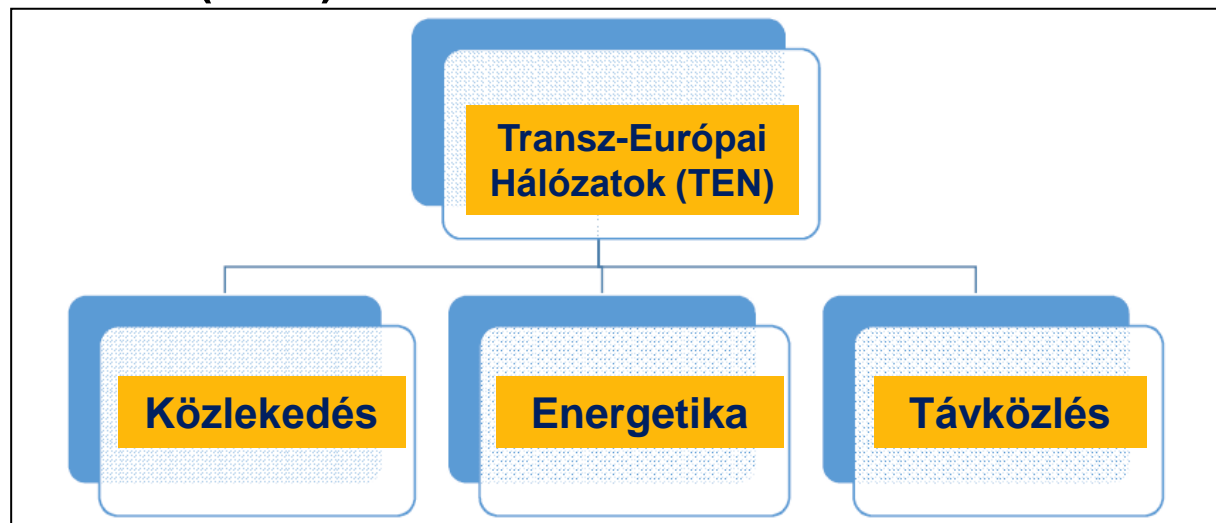 Transz-Európai
Hálózatok (TEN)
Közlekedés
Energetika
Távközlés